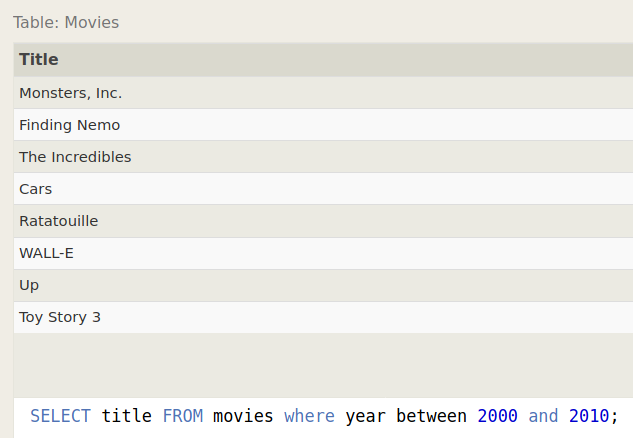 Table: Movies
Title
Monsters, Inc.
Finding Nemo
The Incredibles
Cars
Ratatouille
WALL-E
Up
Toy Story 3
SELECT title FROM movies where year between 2000 and 2010;